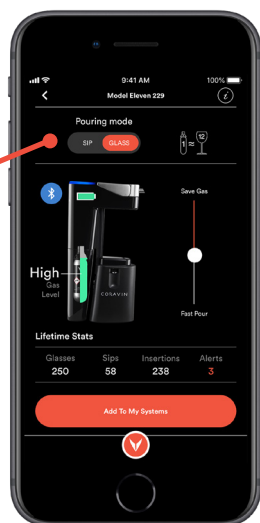 9:41 AM
100%
Model Eleven 229
i
Pouring mode
SIP GLASS
1 ≈ 12
Save Gas
High
Gas
Level
CORAVIN
Fast Pour
Lifetime Stats
Glasses Sips Insertions Alerts
250 58 238 3
Add To My Systems